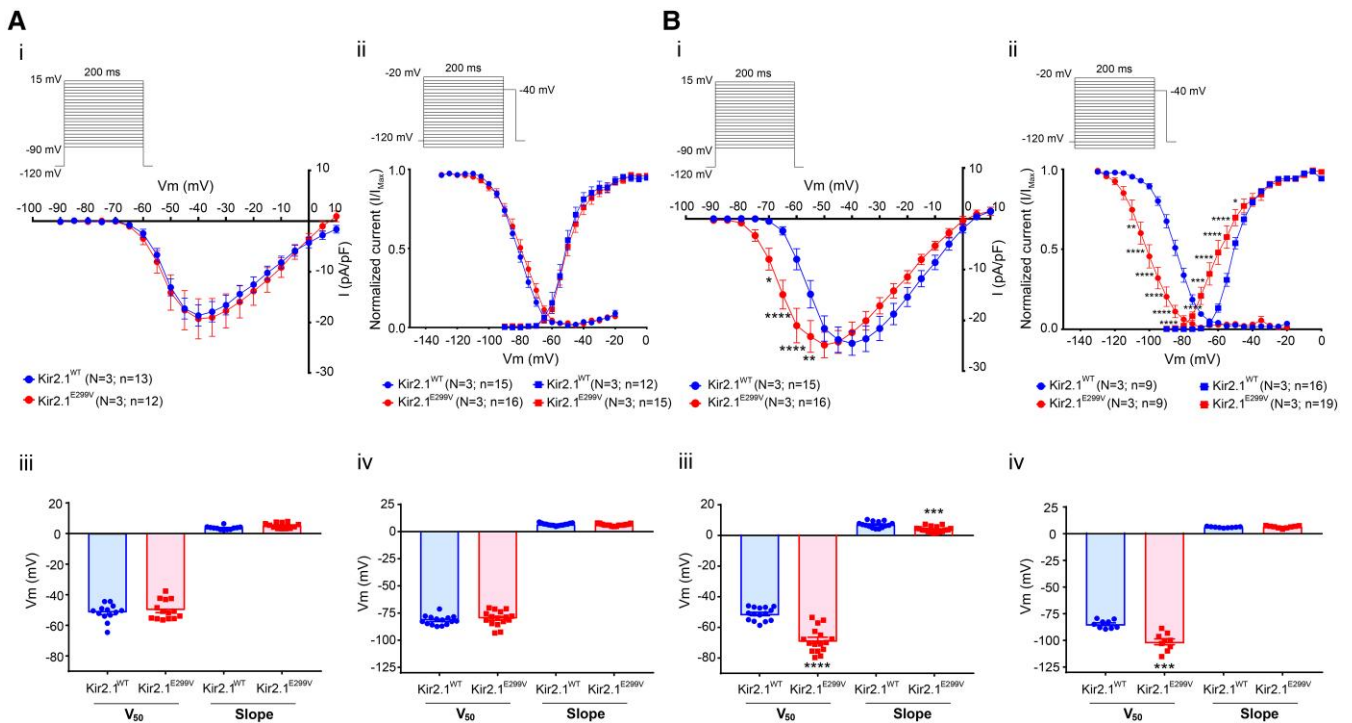 A
B
i
200 ms
15 mV
-90 mV
-120 mV
Vm (mV)
-100 -90 -80 -70 -60 -50 -40 -30 -20 -10 0 10
10
-10
-20
-30
I (pA/pF)
Kir2.1WT (N=3; n=13)
Kir2.1E299V (N=3; n=12)
ii
200 ms
-20 mV
-40 mV
-120 mV
Normalized current (I/IMax)
1.0
0.5
0.0
-140 -120 -100 -80 -60 -40 -20 0
Vm (mV)
Kir2.1WT (N=3; n=15)
Kir2.1WT (N=3; n=12)
Kir2.1E299V (N=3; n=16)
Kir2.1E299V (N=3; n=15)
i
200 ms
15 mV
-90 mV
-120 mV
Vm (mV)
-100 -90 -80 -70 -60 -50 -40 -30 -20 -10 0 10
10
-10
-20
-30
I (pA/pF)
*
****
****
**
Kir2.1WT (N=3; n=15)
Kir2.1E299V (N=3; n=16)
ii
200 ms
-20 mV
-40 mV
-120 mV
Normalized current (I/IMax)
1.0
0.5
0.0
*
****
****
****
***
****
**
****
****
****
****
****
-140 -120 -100 -80 -60 -40 -20 0
Vm (mV)
Kir2.1WT (N=3; n=9)
Kir2.1WT (N=3; n=16)
Kir2.1E299V (N=3; n=9)
Kir2.1E299V (N=3; n=19)
iii
Vm (mV)
20
0
-20
-40
-60
-80
Kir2.1WT Kir2.1E299V Kir2.1WT Kir2.1E299V
V50 Slope
iv
Vm (mV)
25
0
-25
-50
-75
-100
-125
Kir2.1WT Kir2.1E299V Kir2.1WT Kir2.1E299V
V50 Slope
iii
Vm (mV)
20
0
-20
-40
-60
-80
***
****
Kir2.1WT Kir2.1E299V Kir2.1WT Kir2.1E299V
V50 Slope
iv
Vm (mV)
25
0
-25
-50
-75
-100
-125
***
Kir2.1WT Kir2.1E299V Kir2.1WT Kir2.1E299V
V50 Slope